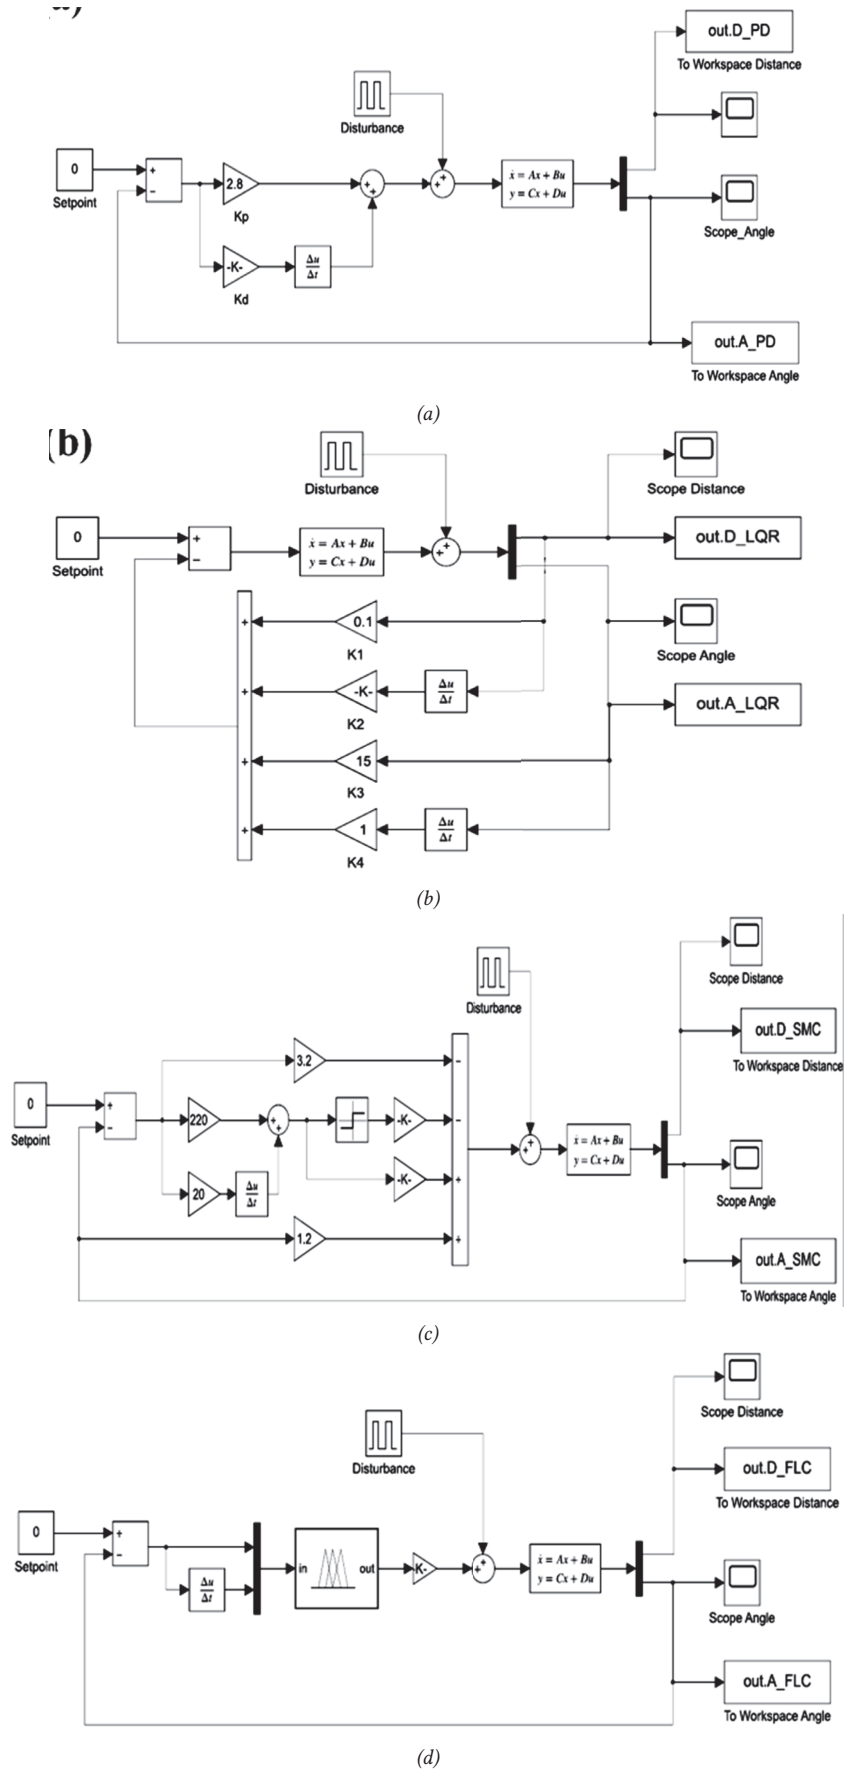 a)
out.D_PD
To Workspace Distance
Disturbance
0
+
−
Setpoint
2.8
Kp
++
++
ẋ = Ax + Bu
y = Cx + Du
Scope_Angle
-K-
Kd
Δu
Δt
out.A_PD
To Workspace Angle
(a)
(b)
Disturbance
Scope Distance
0
+
−
Setpoint
ẋ = Ax + Bu
y = Cx + Du
++
out.D_LQR
+
0.1
K1
Scope Angle
+
-K-
K2
Δu
Δt
out.A_LQR
+
15
K3
+
1
K4
Δu
Δt
(b)
Scope Distance
Disturbance
out.D_SMC
To Workspace Distance
3.2
−
0
+
−
Setpoint
220
++
-K-
−
++
ẋ = Ax + Bu
y = Cx + Du
20
Δu
Δt
-K-
+
Scope Angle
1.2
+
out.A_SMC
To Workspace Angle
(c)
Scope Distance
Disturbance
out.D_FLC
To Workspace Distance
0
+
−
Setpoint
Δu
Δt
in
out
K-
++
ẋ = Ax + Bu
y = Cx + Du
Scope Angle
out.A_FLC
To Workspace Angle
(d)